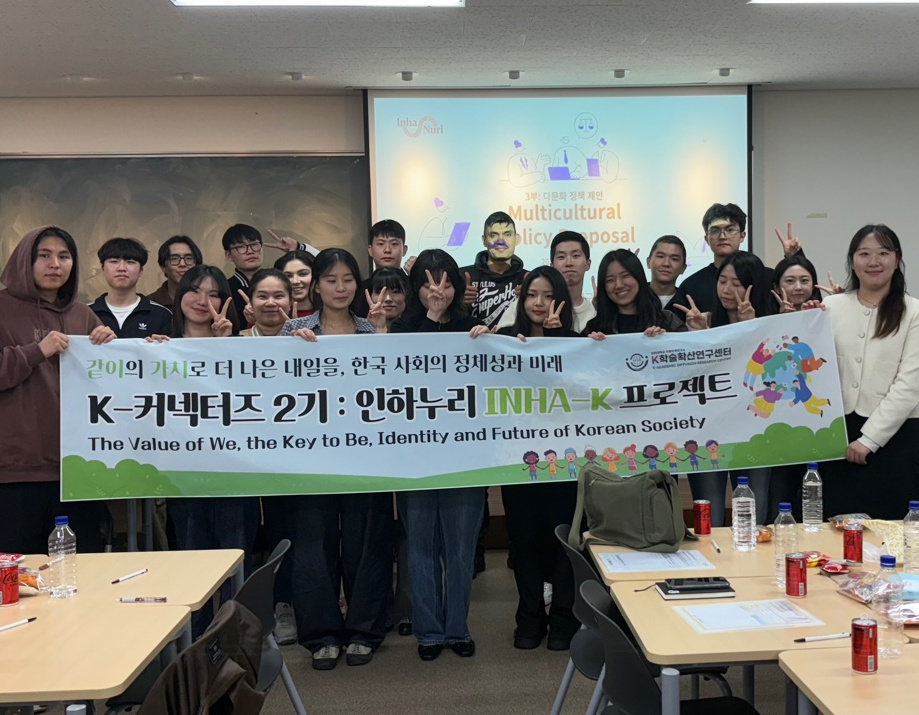 Inha Nuri
3부: 다문화 정책 제안
Multicultural
Policy Proposal
같이의 가치로 더 나은 내일을, 한국 사회의 정체성과 미래
K학술확산연구센터
K-커넥터즈 2기 : 인하누리 INHA-K 프로젝트
The Value of We, the Key to Be, Identity and Future of Korean Society